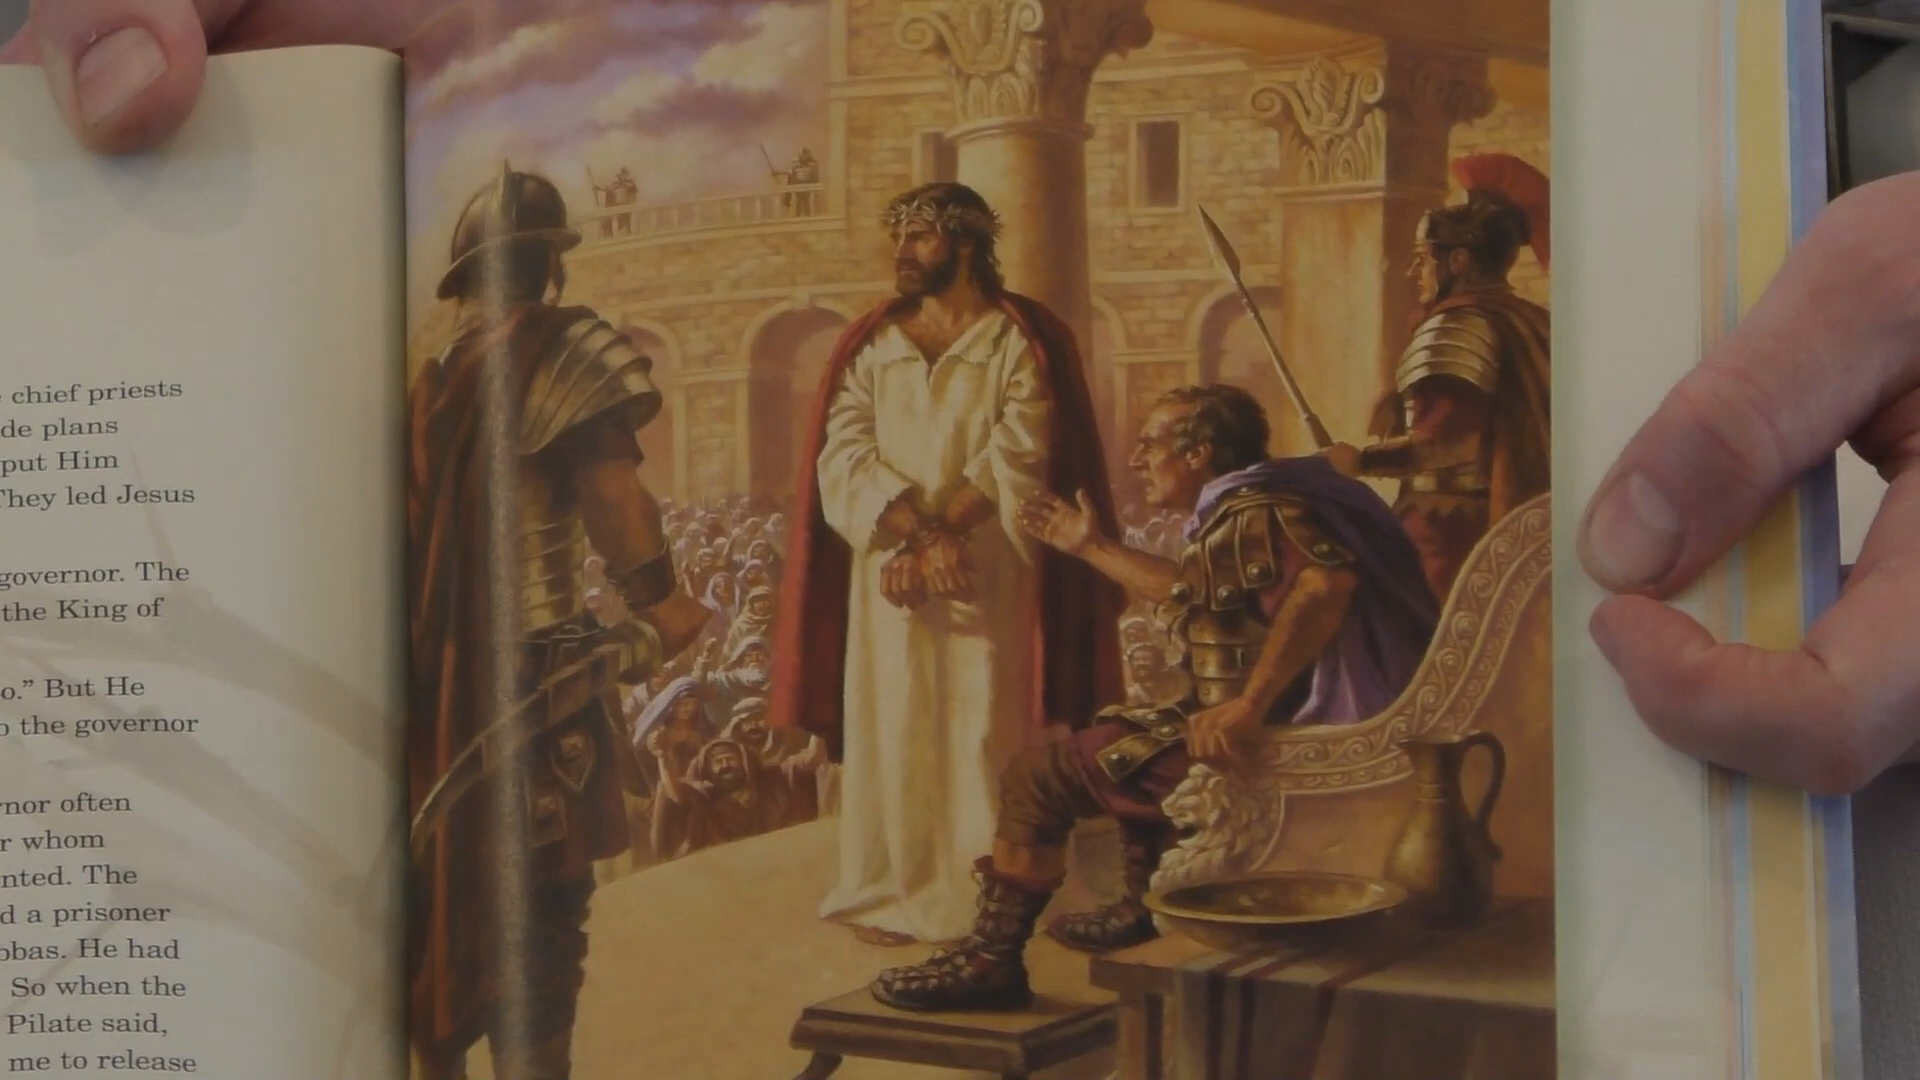 chief priests
de plans
put Him
They led Jesus
governor. The
the King of
o.” But He
o the governor
rnor often
r whom
nted. The
d a prisoner
bbas. He had
So when the
Pilate said,
me to release